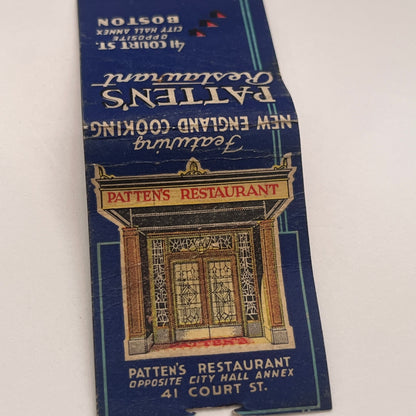 41 COURT ST.
OPPOSITE
CITY HALL ANNEX
BOSTON
PATTEN'S
Restaurant
Featuring
NEW ENGLAND COOKING
PATTEN'S RESTAURANT
PATTEN'S
PATTEN'S RESTAURANT
OPPOSITE CITY HALL ANNEX
41 COURT ST.